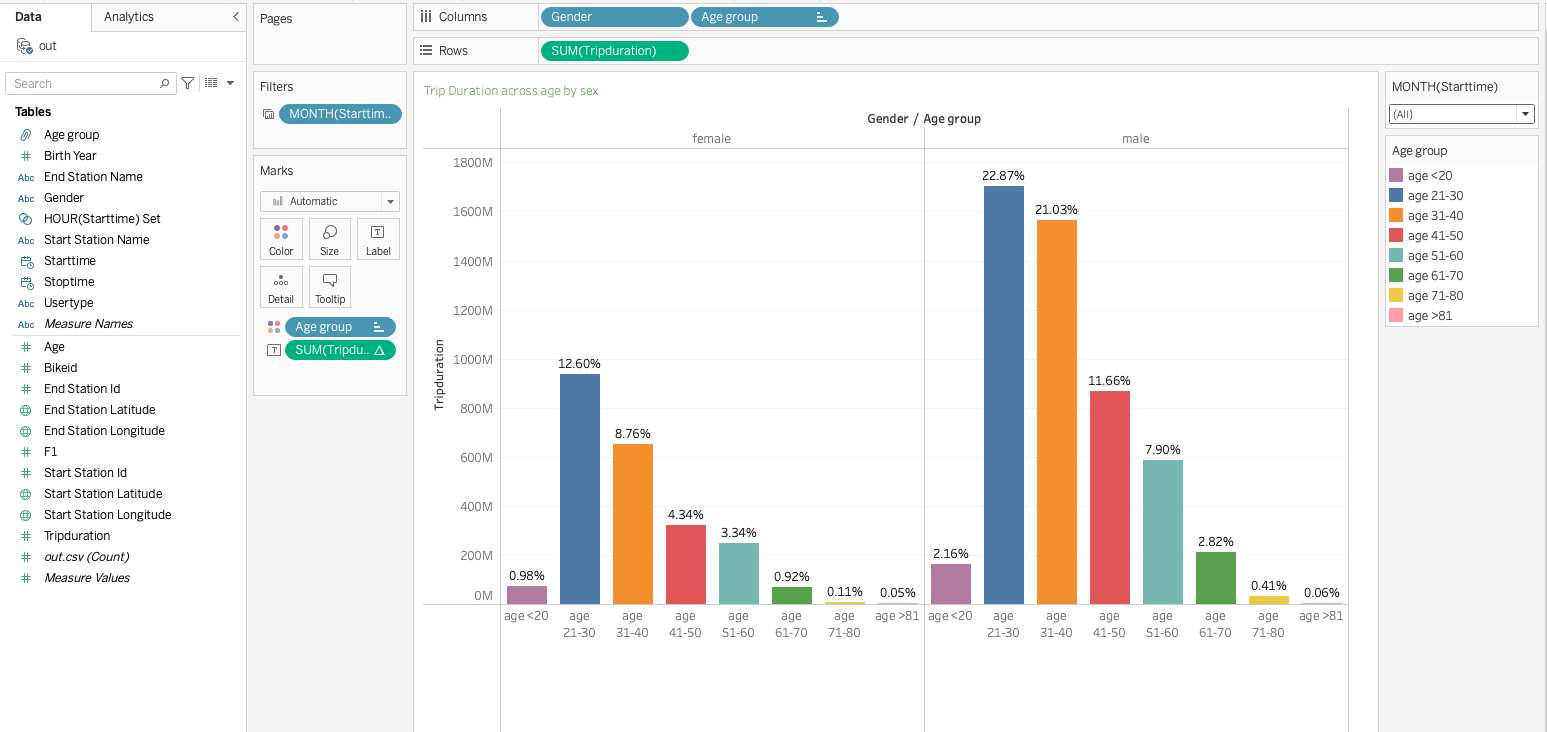 Data
Analytics
out
Search
Tables
Age group
Birth Year
Abc End Station Name
Abc Gender
HOUR(Starttime) Set
Abc Start Station Name
Starttime
Stoptime
Abc Usertype
Abc Measure Names
Age
Bikeid
End Station Id
End Station Latitude
End Station Longitude
F1
Start Station Id
Start Station Latitude
Start Station Longitude
Tripduration
out.csv (Count)
Measure Values
Pages
Filters
MONTH(Starttim..
Marks
Automatic
Color Size Label
Detail Tooltip
Age group
SUM(Tripdu..
Columns Gender Age group
Rows SUM(Tripduration)
Trip Duration across age by sex
Gender / Age group
female male
Tripduration
1800M
1600M
1400M
1200M
1000M
800M
600M
400M
200M
0M
0.98% 12.60% 8.76% 4.34% 3.34% 0.92% 0.11% 0.05% 2.16% 22.87% 21.03% 11.66% 7.90% 2.82% 0.41% 0.06%
age <20 age age age age age age age >81 age <20 age age age age age age age >81
21-30 31-40 41-50 51-60 61-70 71-80 21-30 31-40 41-50 51-60 61-70 71-80
MONTH(Starttime)
(All)
Age group
age <20
age 21-30
age 31-40
age 41-50
age 51-60
age 61-70
age 71-80
age >81